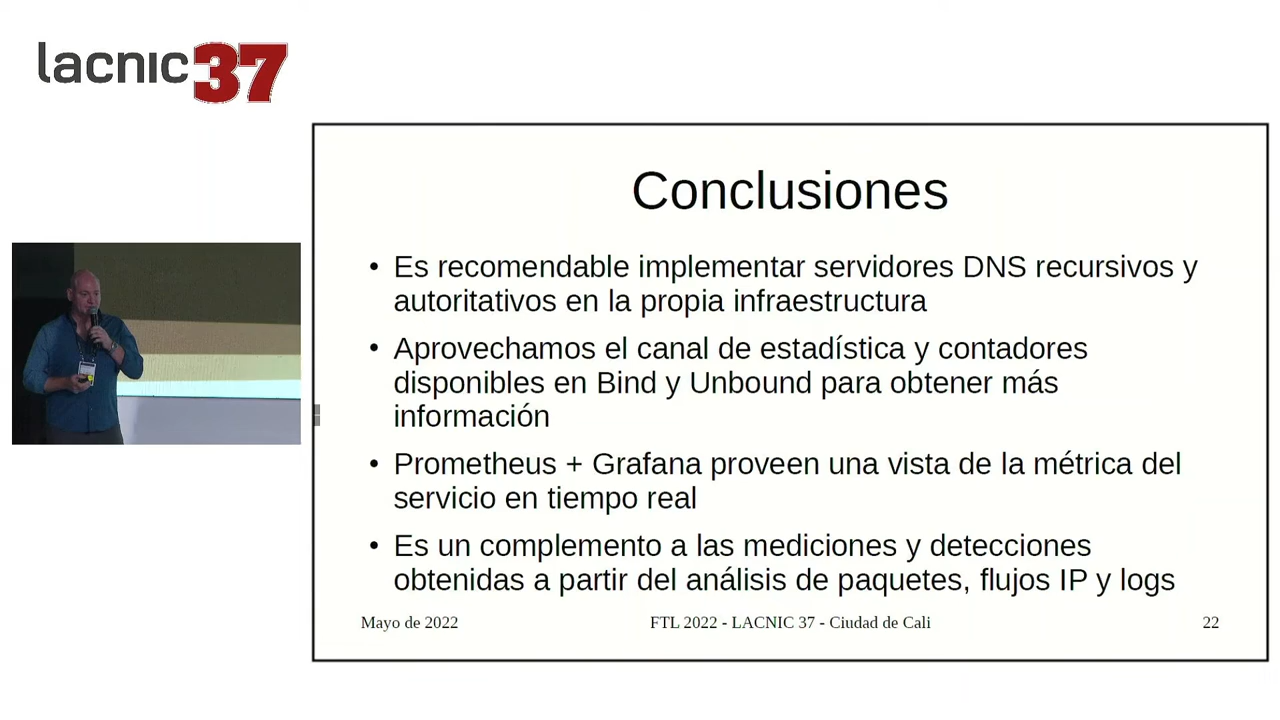 lacnic 37
Conclusiones
• Es recomendable implementar servidores DNS recursivos y
autoritativos en la propia infraestructura
• Aprovechamos el canal de estadística y contadores
disponibles en Bind y Unbound para obtener más
información
• Prometheus + Grafana proveen una vista de la métrica del
servicio en tiempo real
• Es un complemento a las mediciones y detecciones
obtenidas a partir del análisis de paquetes, flujos IP y logs
Mayo de 2022 FTL 2022 - LACNIC 37 - Ciudad de Cali 22